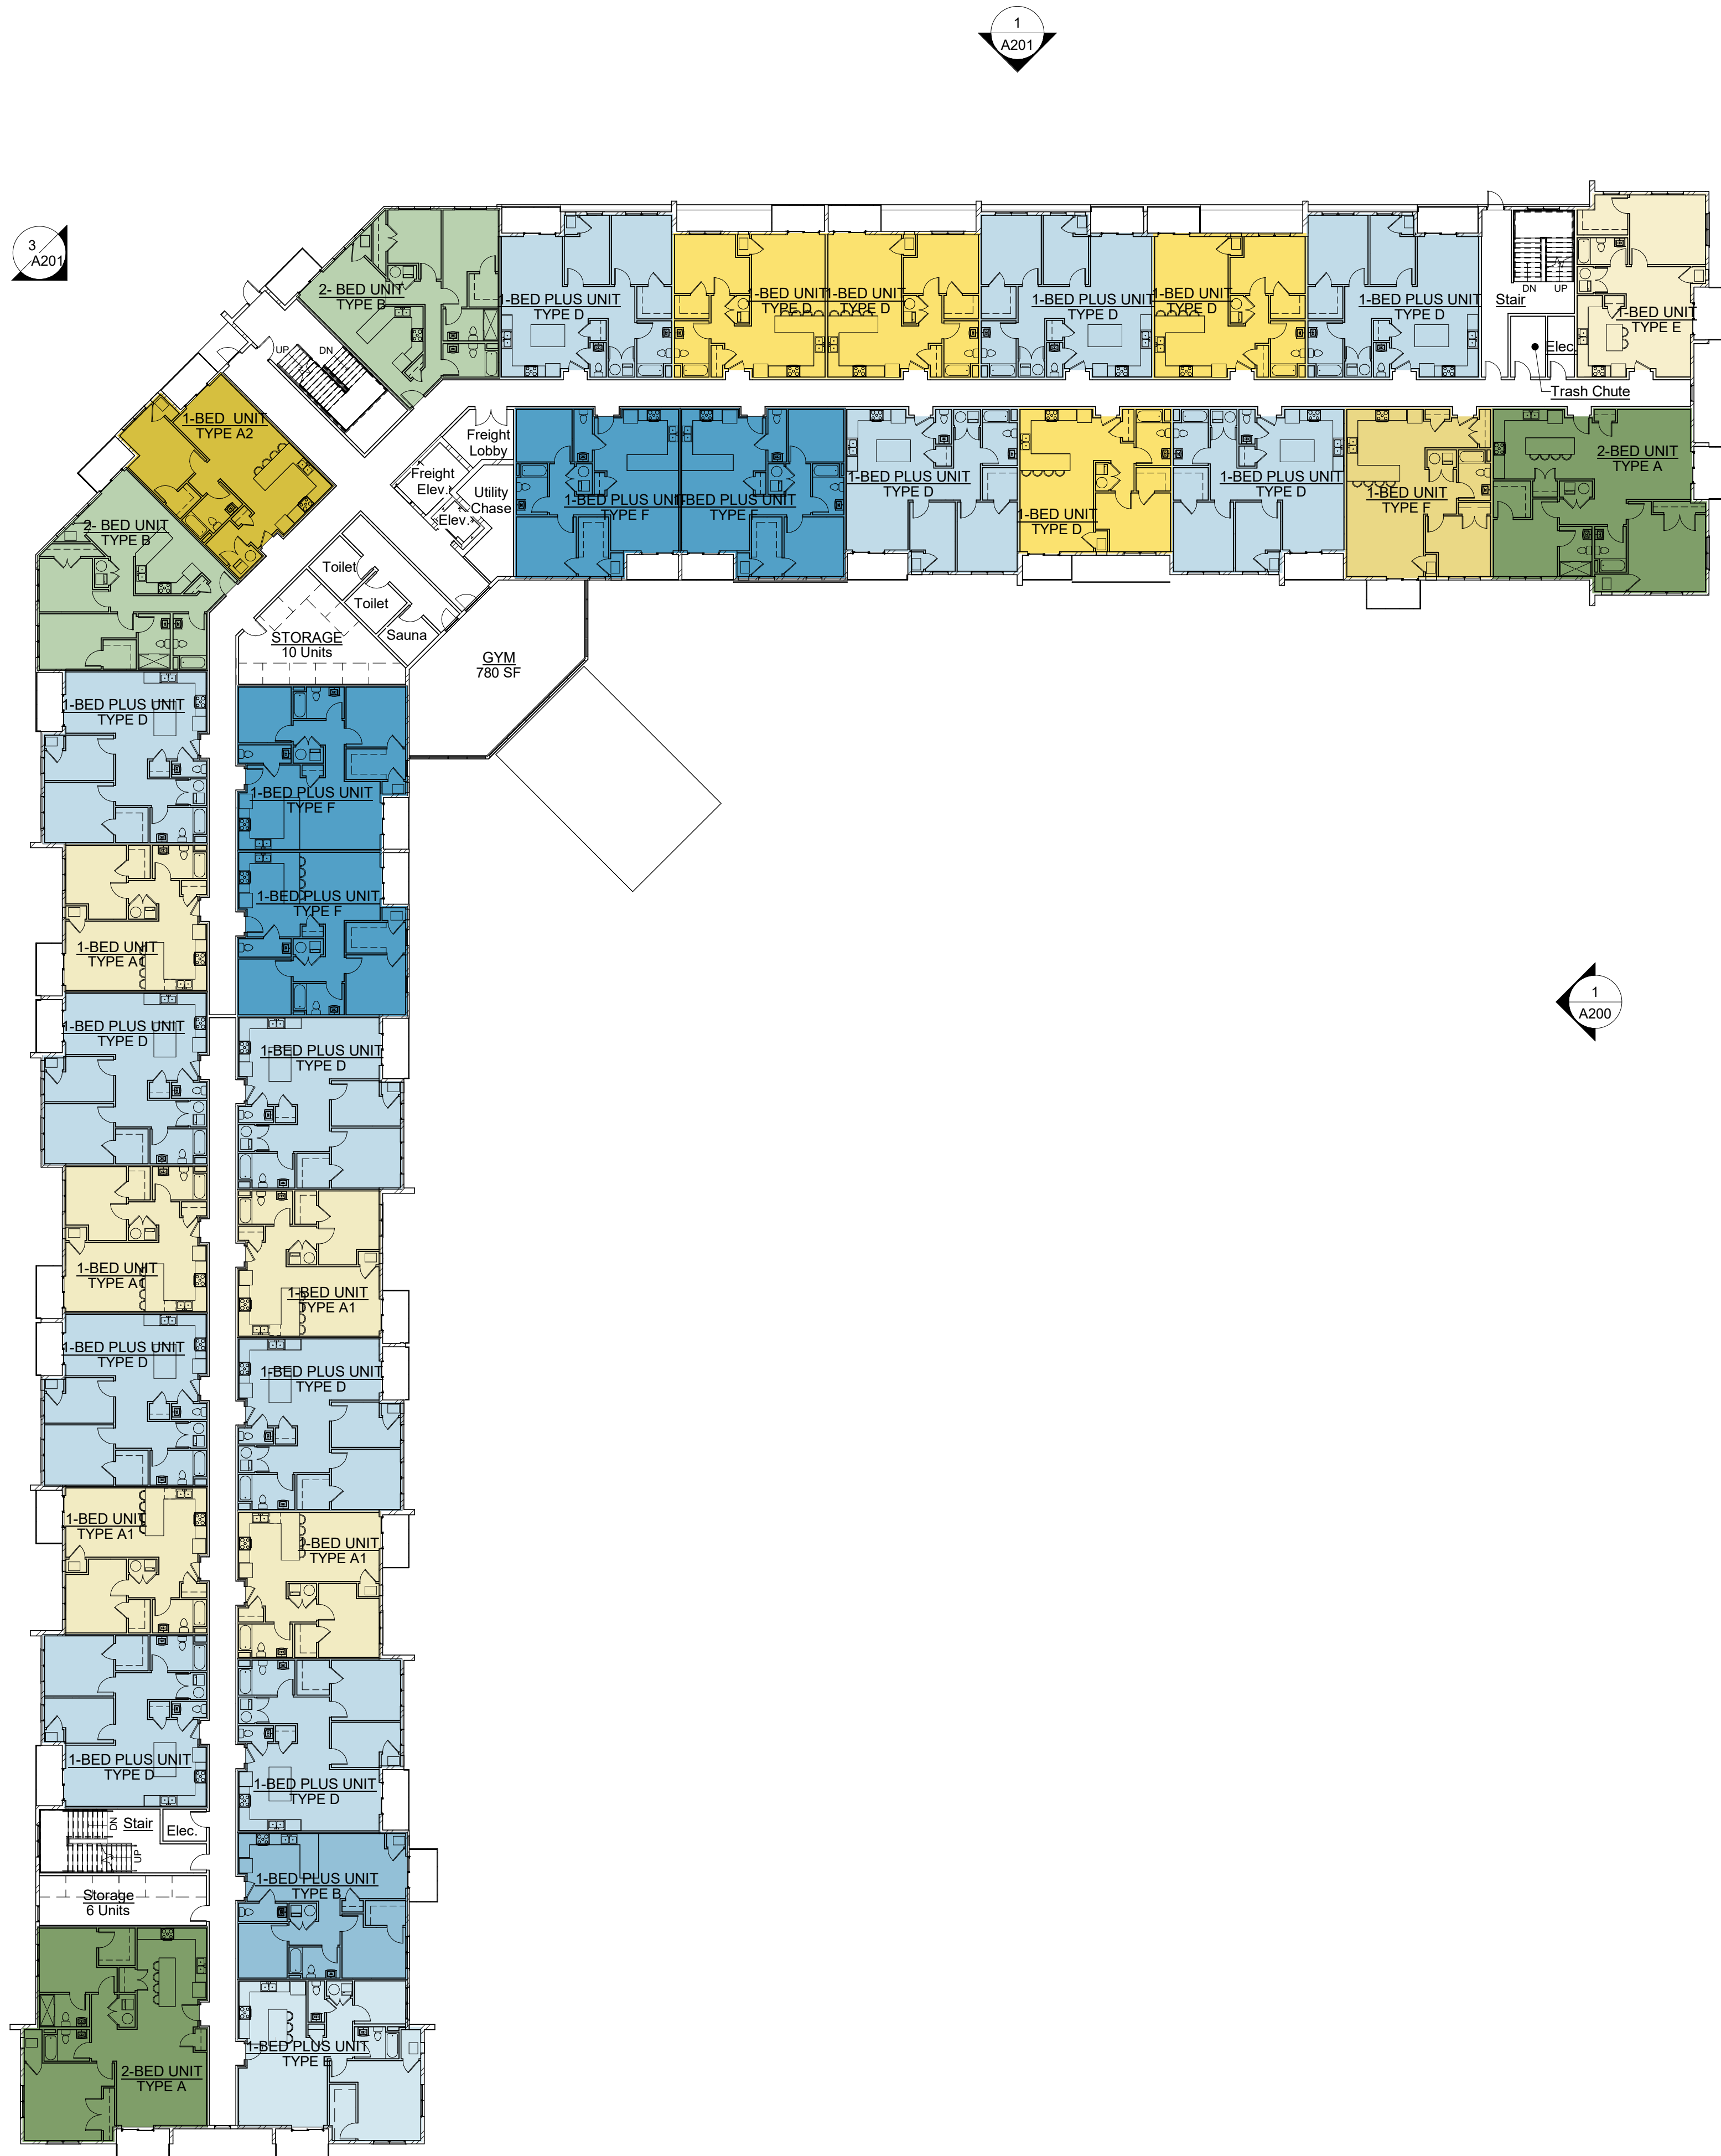 1
A201
3
A201
2- BED UNIT
TYPE B
1-BED PLUS UNIT
TYPE D
1-BED UNIT
TYPE D
1-BED UNIT
TYPE D
1-BED PLUS UNIT
TYPE D
1-BED UNIT
TYPE D
1-BED PLUS UNIT
TYPE D
DN
UP
Stair
Elec.
Trash Chute
1-BED UNIT
TYPE E
UP
DN
1-BED UNIT
TYPE A2
Freight
Lobby
Freight
Elev.
Utility
Chase
Elev.
1-BED PLUS UNIT
TYPE F
1-BED PLUS UNIT
TYPE F
1-BED PLUS UNIT
TYPE D
1-BED UNIT
TYPE D
1-BED PLUS UNIT
TYPE D
1-BED UNIT
TYPE F
2-BED UNIT
TYPE A
2- BED UNIT
TYPE B
Toilet
Toilet
Sauna
STORAGE
10 Units
GYM
780 SF
1-BED PLUS UNIT
TYPE D
1-BED PLUS UNIT
TYPE F
1-BED PLUS UNIT
TYPE F
1-BED UNIT
TYPE A1
1-BED PLUS UNIT
TYPE D
1
A200
1-BED PLUS UNIT
TYPE D
1-BED UNIT
TYPE A1
1-BED UNIT
TYPE A1
1-BED PLUS UNIT
TYPE D
1-BED PLUS UNIT
TYPE D
1-BED UNIT
TYPE A1
1-BED UNIT
TYPE A1
1-BED PLUS UNIT
TYPE D
1-BED PLUS UNIT
TYPE D
DN
UP
Stair
Elec.
1-BED PLUS UNIT
TYPE B
Storage
6 Units
1-BED PLUS UNIT
TYPE E
2-BED UNIT
TYPE A